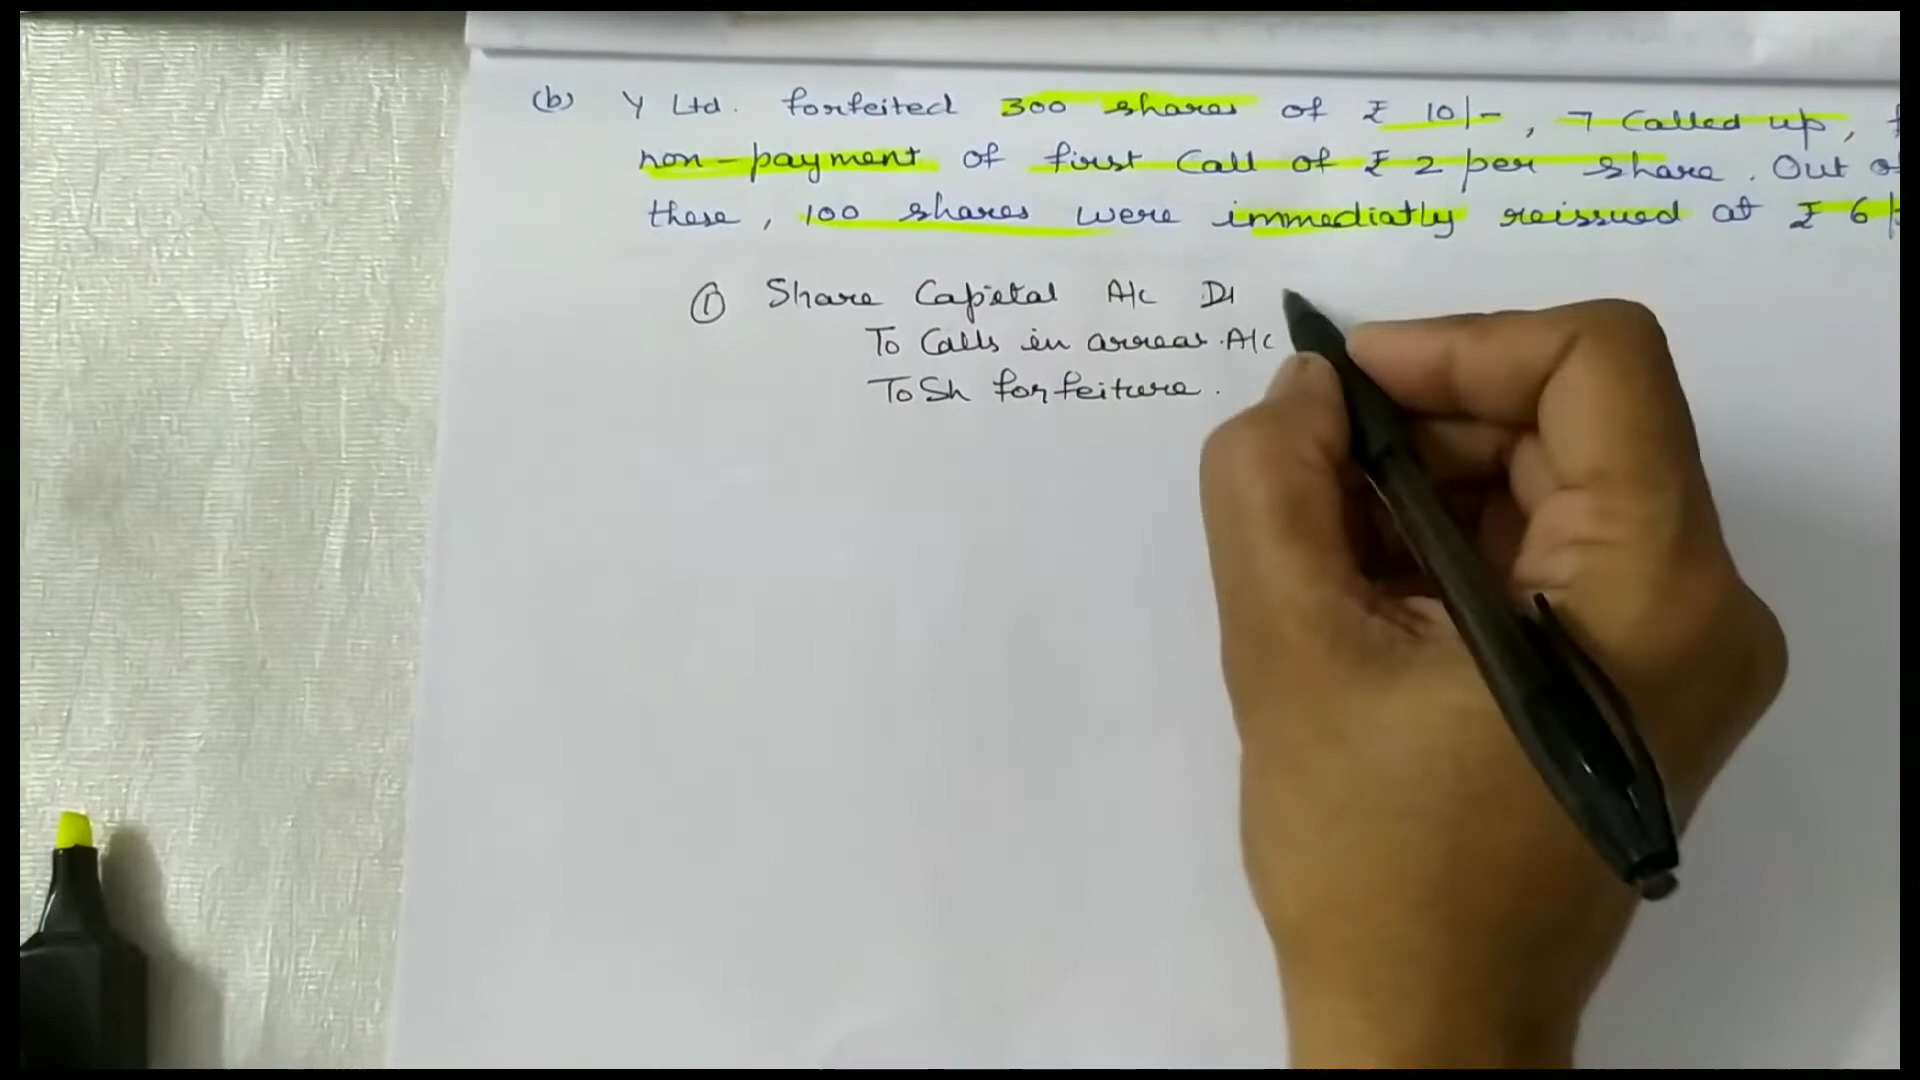 (b) Y Ltd. forfeited 300 shares of ₹ 10/-, 7 Called up,
non-payment of first Call of ₹ 2 per share. Out
these, 100 shares were immediatly reissued at ₹ 6
① Share Capital A/c Dr
To Calls in arrear A/c
To Sh forfeiture.